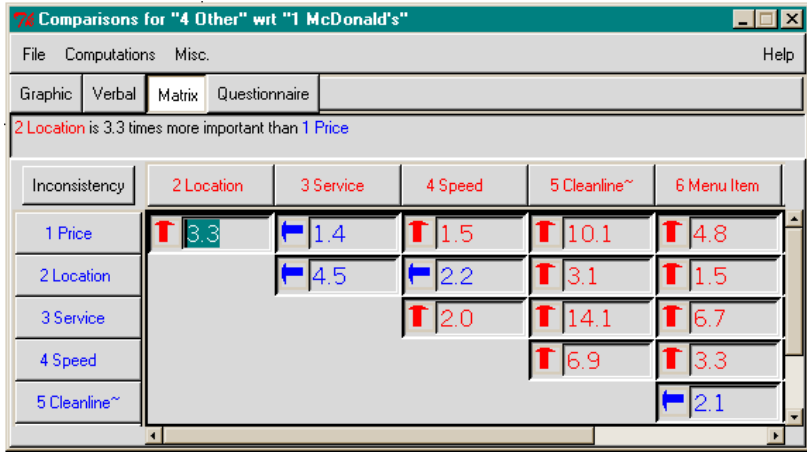 Comparisons for "4 Other" wrt "1 McDonald's"
File Computations Misc. Help
Graphic Verbal Matrix Questionnaire
2 Location is 3.3 times more important than 1 Price
Inconsistency 2 Location 3 Service 4 Speed 5 Cleanline~ 6 Menu Item
1 Price 3.3 1.4 1.5 10.1 4.8
2 Location 4.5 2.2 3.1 1.5
3 Service 2.0 14.1 6.7
4 Speed 6.9 3.3
5 Cleanline~ 2.1